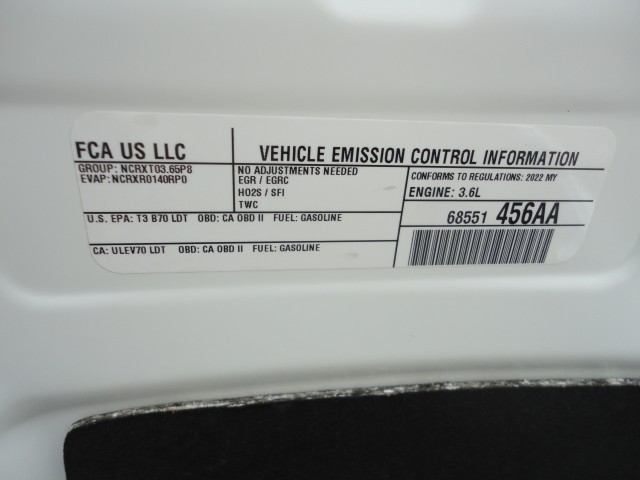 FCA US LLC
GROUP: NCRXT03.65P8
EVAP: NCRXR0140RP0
VEHICLE EMISSION CONTROL INFORMATION
NO ADJUSTMENTS NEEDED
EGR / EGRC
HO2S / SFI
TWC
CONFORMS TO REGULATIONS: 2022 MY
ENGINE: 3.6L
U.S. EPA: T3 B70 LDT OBD: CA OBD II FUEL: GASOLINE
CA: ULEV70 LDT OBD: CA OBD II FUEL: GASOLINE
68551 456AA